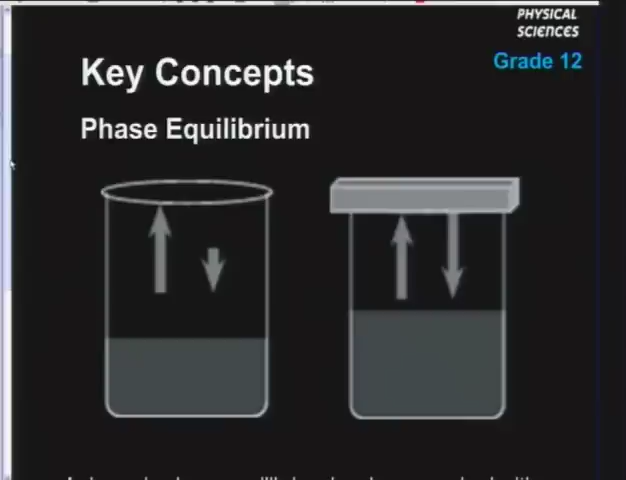 PHYSICAL
SCIENCES
Grade 12
Key Concepts
Phase Equilibrium